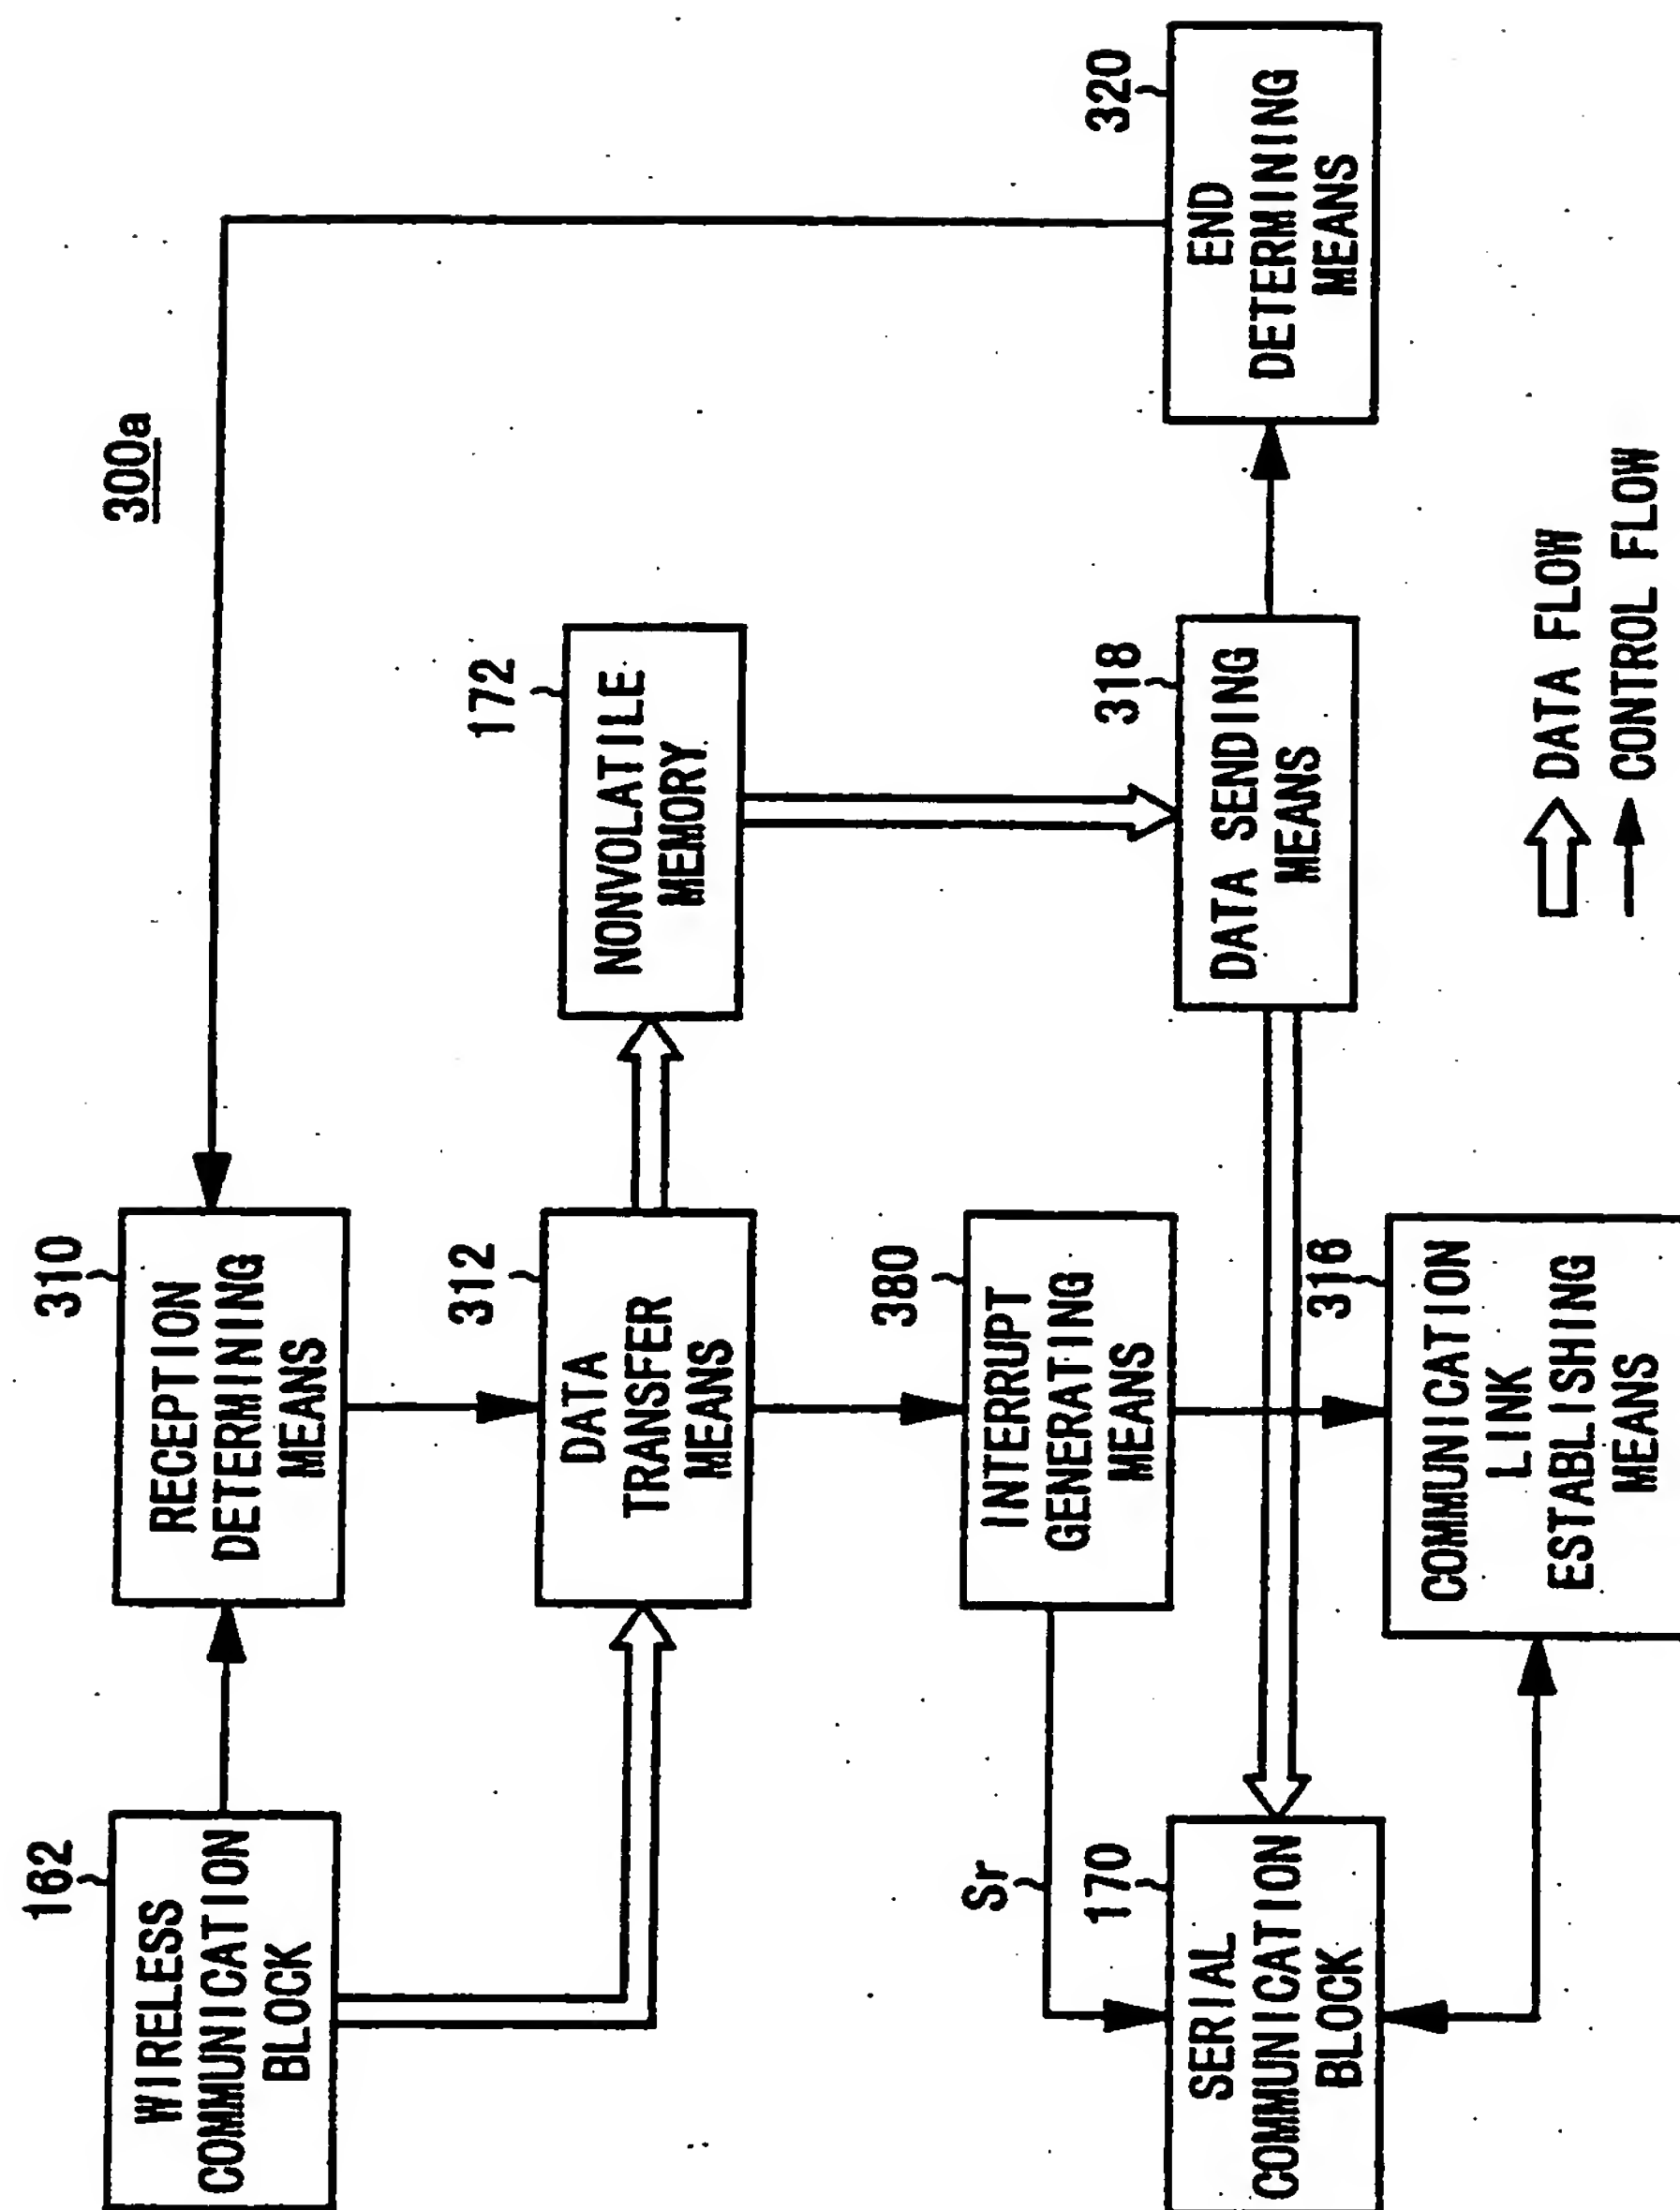 300a
162
WIRELESS
COMMUNICATION
BLOCK
310
RECEPTION
DETERMINING
MEANS
312
DATA
TRANSFER
MEANS
172
NONVOLATILE
MEMORY
380
INTERRUPT
GENERATING
MEANS
Sr
170
SERIAL
COMMUNICATION
BLOCK
316
COMMUNICATION
LINK
ESTABLISHING
MEANS
318
DATA SENDING
MEANS
320
END
DETERMINING
MEANS
DATA FLOW
CONTROL FLOW